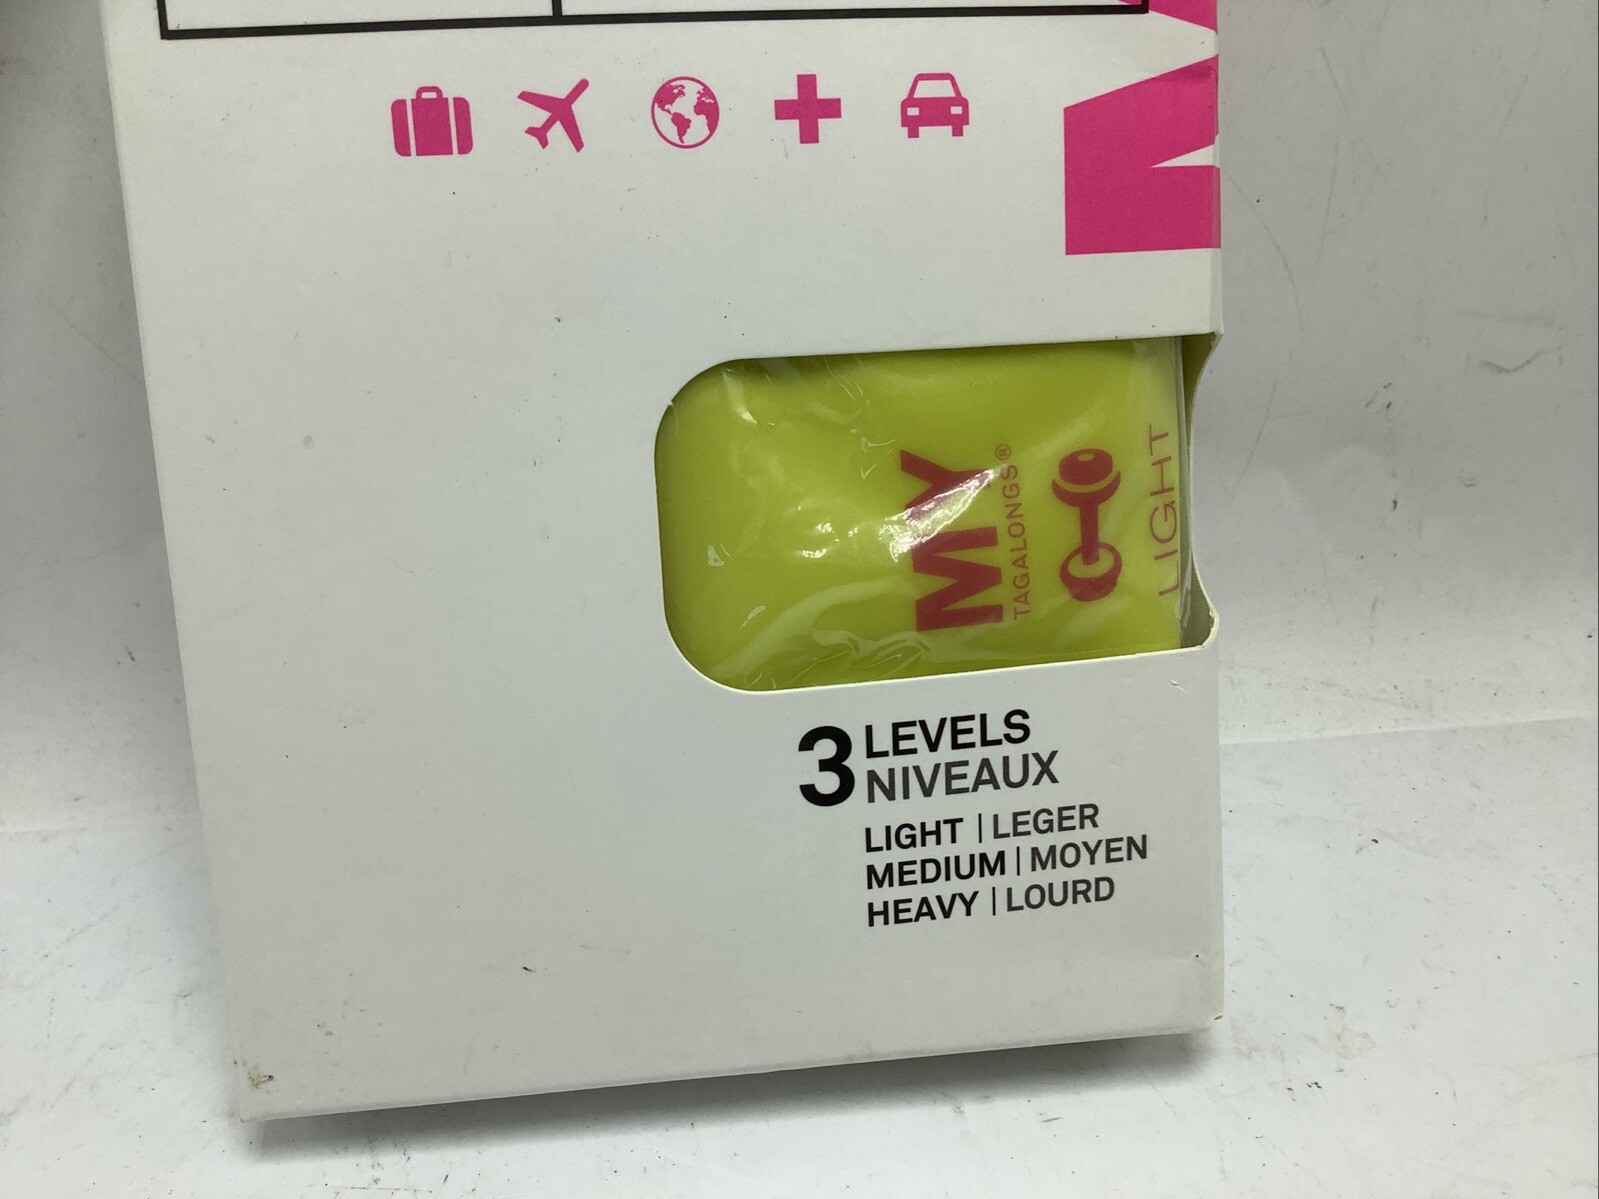 MY
TAGALONGS®
LIGHT
3 LEVELS
NIVEAUX
LIGHT | LEGER
MEDIUM | MOYEN
HEAVY | LOURD